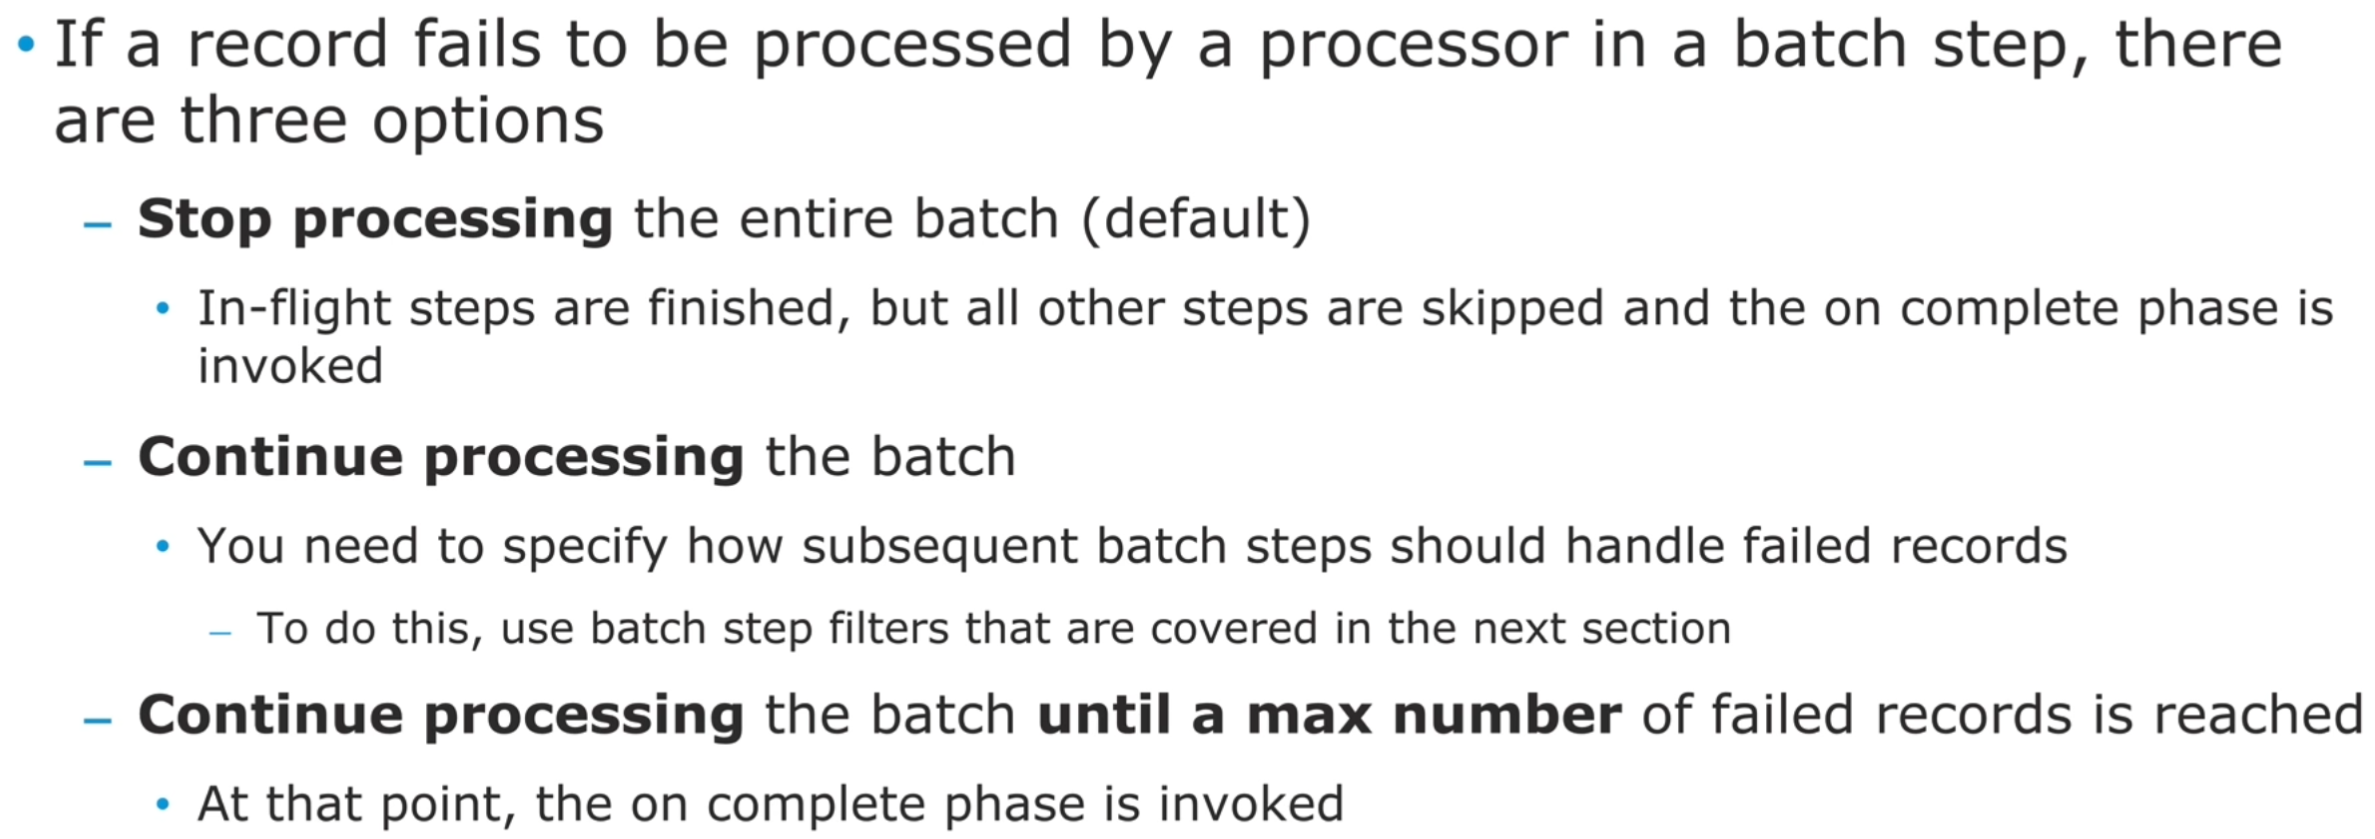 • If a record fails to be processed by a processor in a batch step, there
are three options
– Stop processing the entire batch (default)
• In-flight steps are finished, but all other steps are skipped and the on complete phase is
invoked
– Continue processing the batch
• You need to specify how subsequent batch steps should handle failed records
– To do this, use batch step filters that are covered in the next section
– Continue processing the batch until a max number of failed records is reached
• At that point, the on complete phase is invoked